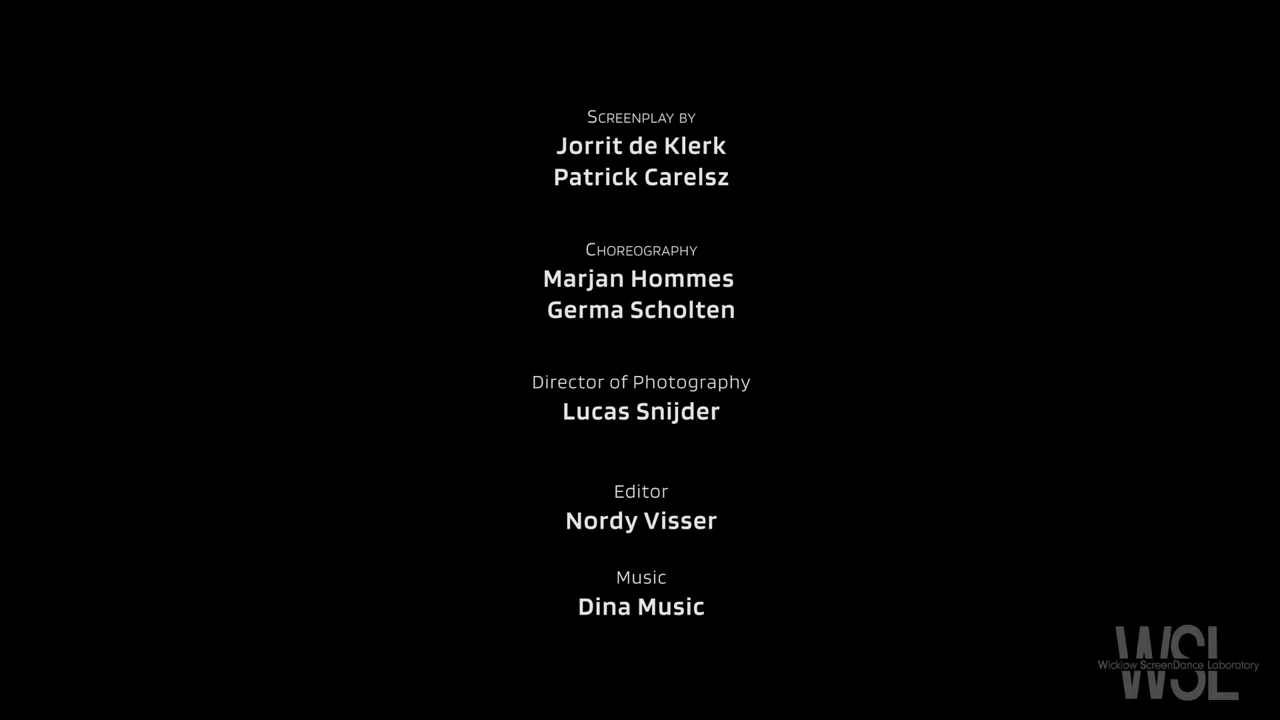 Screenplay by
Jorrit de Klerk
Patrick Carelsz
Choreography
Marjan Hommes
Germa Scholten
Director of Photography
Lucas Snijder
Editor
Nordy Visser
Music
Dina Music
WSL
Wicklow ScreenDance Laboratory